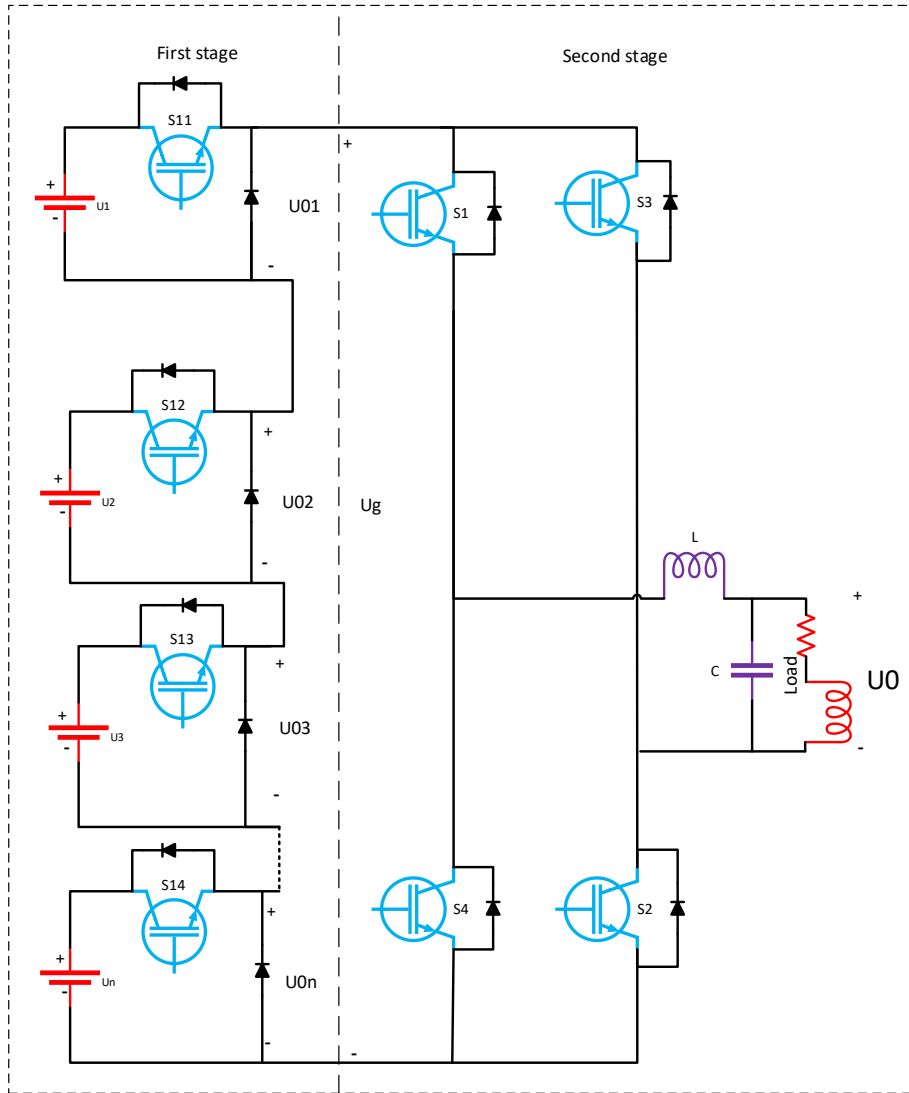 First stage
Second stage
S11
+
U1
-
U01
-
+
S1
S3
S12
+
U2
-
+
U02
-
Ug
S13
+
U3
-
+
U03
-
L
C
Load
+
U0
-
S14
+
Un
-
+
U0n
-
-
S4
S2